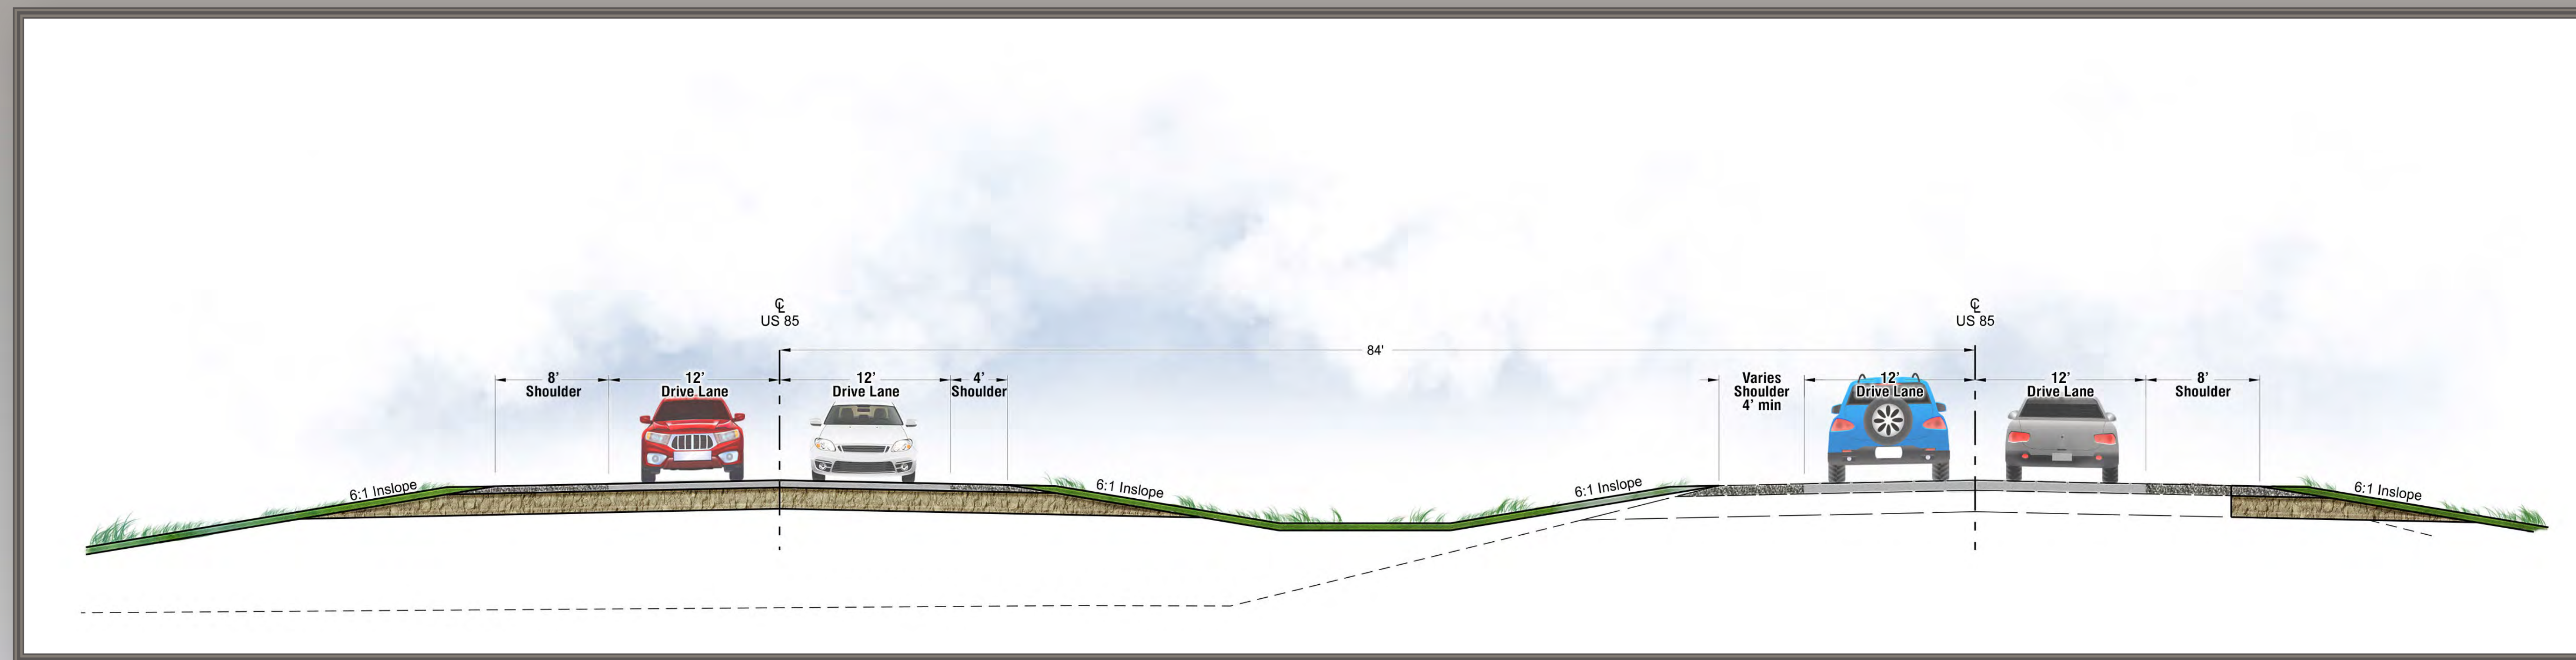 ℄
US 85
℄
US 85
84'
8'
Shoulder
12'
Drive Lane
12'
Drive Lane
4'
Shoulder
Varies
Shoulder
4' min
12'
Drive Lane
12'
Drive Lane
8'
Shoulder
6:1 Inslope
6:1 Inslope
6:1 Inslope
6:1 Inslope